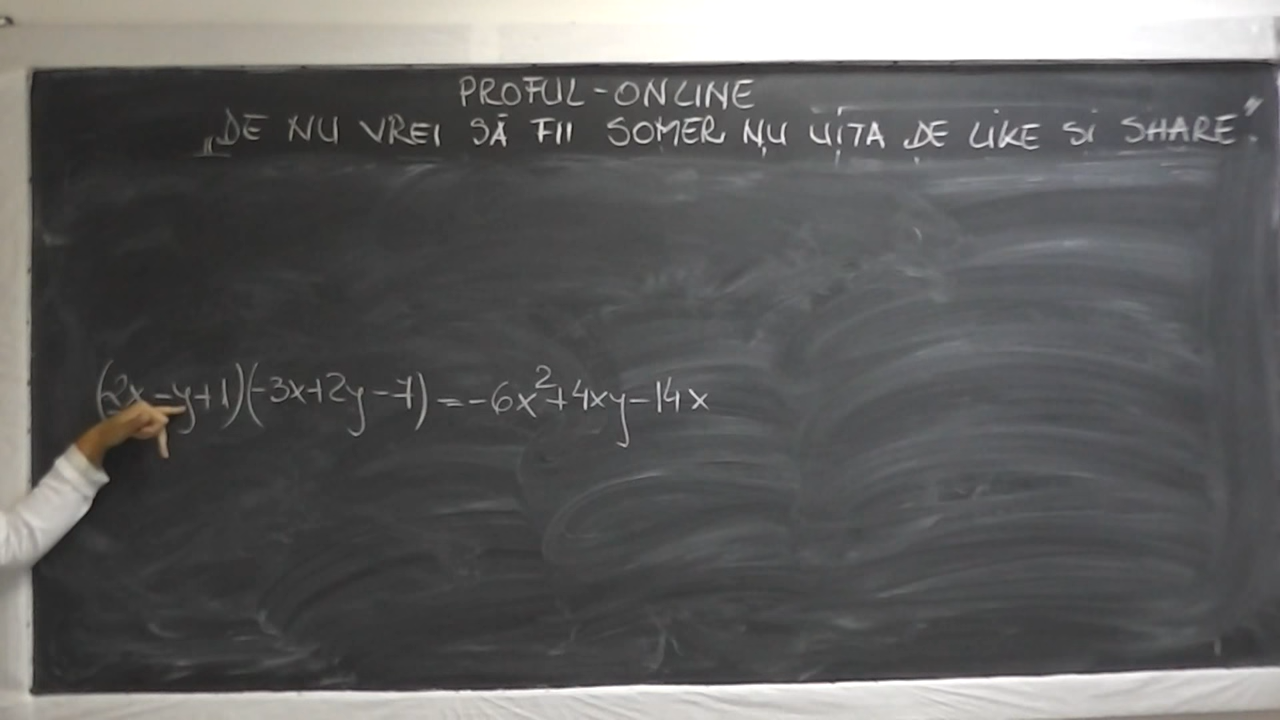 PROFUL-ONLINE
„DE NU VREI SĂ FII SOMER NU UITA DE LIKE SI SHARE."
(2x-y+1)(-3x+2y-7)=-6x²+4xy-14x